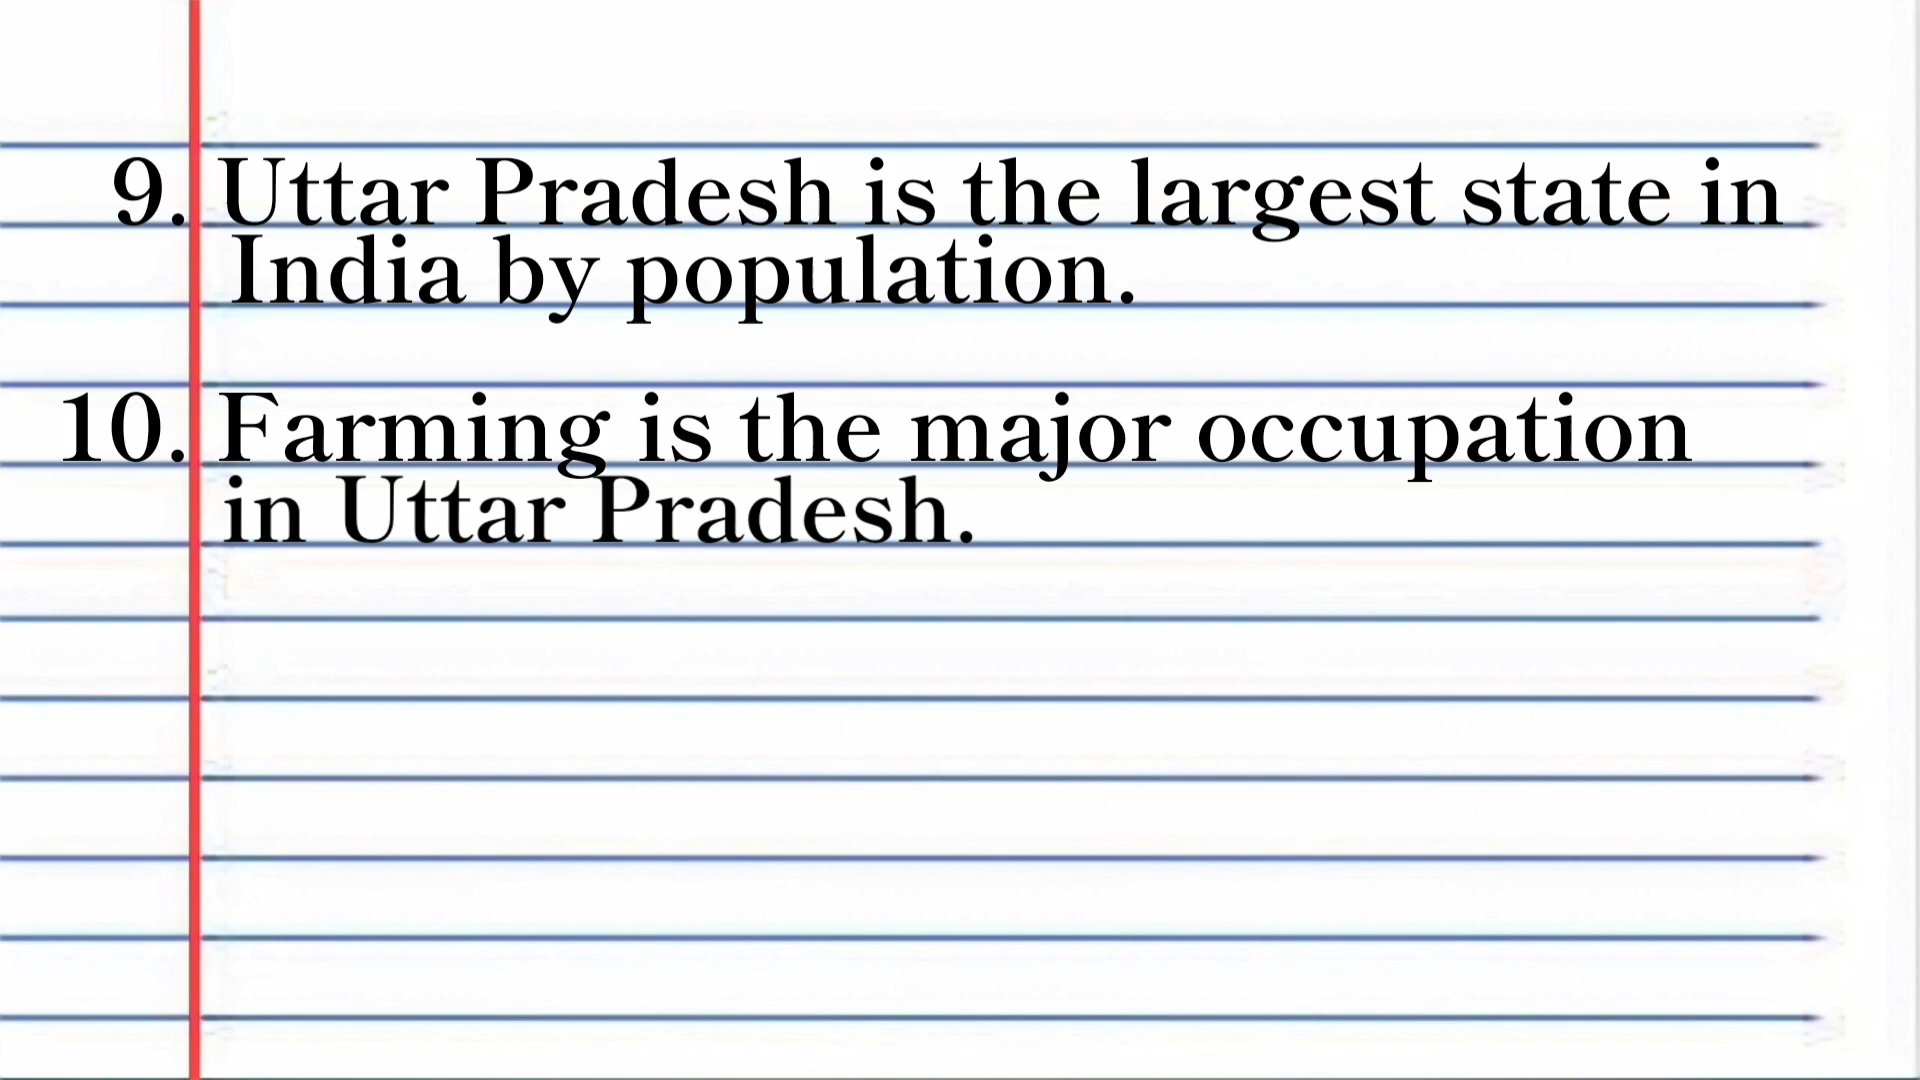 9. Uttar Pradesh is the largest state in
India by population.
10. Farming is the major occupation
in Uttar Pradesh.